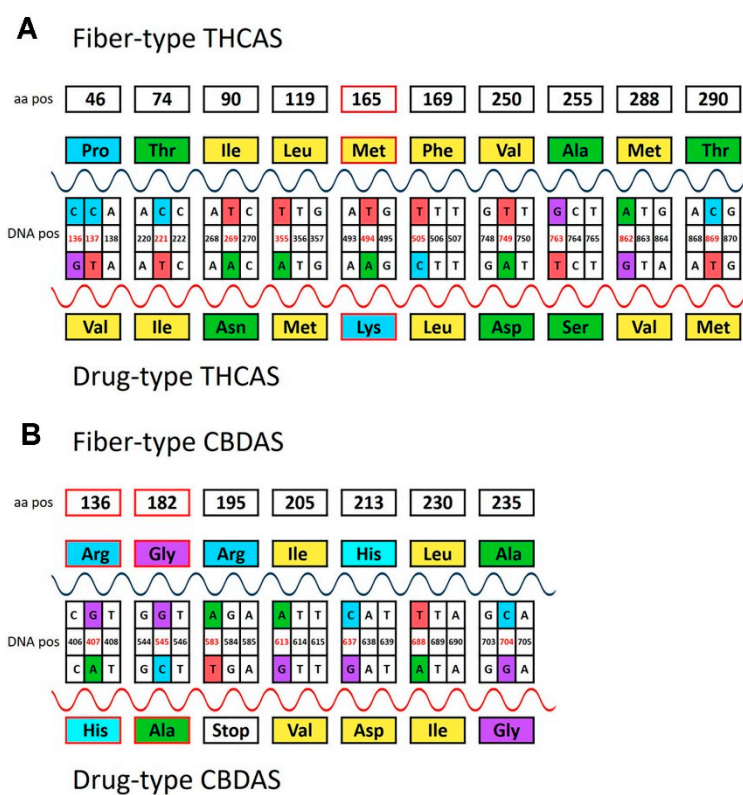 A Fiber-type THCAS
aa pos 46 74 90 119 165 169 250 255 288 290
Pro Thr Ile Leu Met Phe Val Ala Met Thr
C C A A C C A T C T T G A T G T T T G T T G C T A T G A C G
DNA pos 136 137 138 220 221 222 268 269 270 355 356 357 493 494 495 505 506 507 748 749 750 763 764 765 862 863 864 868 869 870
G T A A T C A A C A T G A A G C T T G A T T C T G T A A T G
Val Ile Asn Met Lys Leu Asp Ser Val Met
Drug-type THCAS
B Fiber-type CBDAS
aa pos 136 182 195 205 213 230 235
Arg Gly Arg Ile His Leu Ala
C G T G G T A G A A T T C A T T T A G C A
DNA pos 406 407 408 544 545 546 583 584 585 613 614 615 637 638 639 688 689 690 703 704 705
C A T G C T T G A G T T G A T A T A G G A
His Ala Stop Val Asp Ile Gly
Drug-type CBDAS